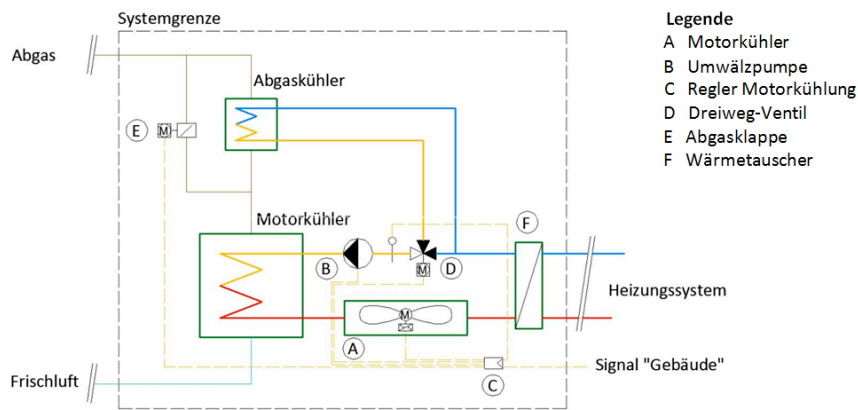 Systemgrenze
Legende
A Motorkühler
B Umwälzpumpe
C Regler Motorkühlung
D Dreiweg-Ventil
E Abgasklappe
F Wärmetauscher
Abgas
Abgaskühler
E
M
Motorkühler
F
B
M
D
Heizungssystem
M
A
Signal "Gebäude"
C
Frischluft